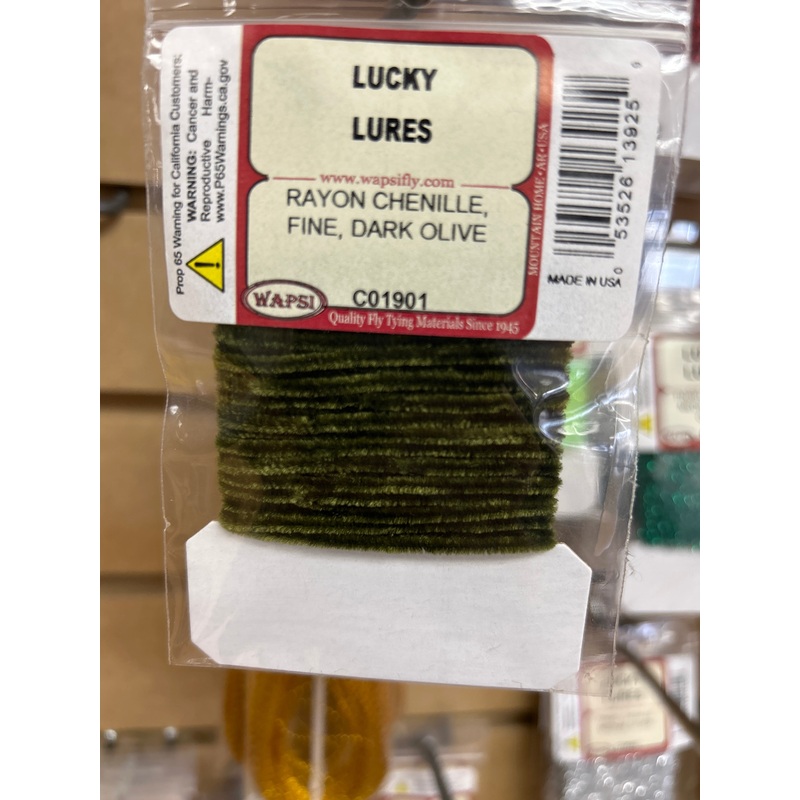 LUCKY
LURES
www.wapsifly.com
RAYON CHENILLE,
FINE, DARK OLIVE
WAPSI
C01901
Quality Fly Tying Materials Since 1945
MOUNTAIN HOME • AR • USA
Prop 65 Warning for California Customers:
WARNING: Cancer and
Reproductive Harm-
www.P65Warnings.ca.gov
0 53526 13925 9
MADE IN USA